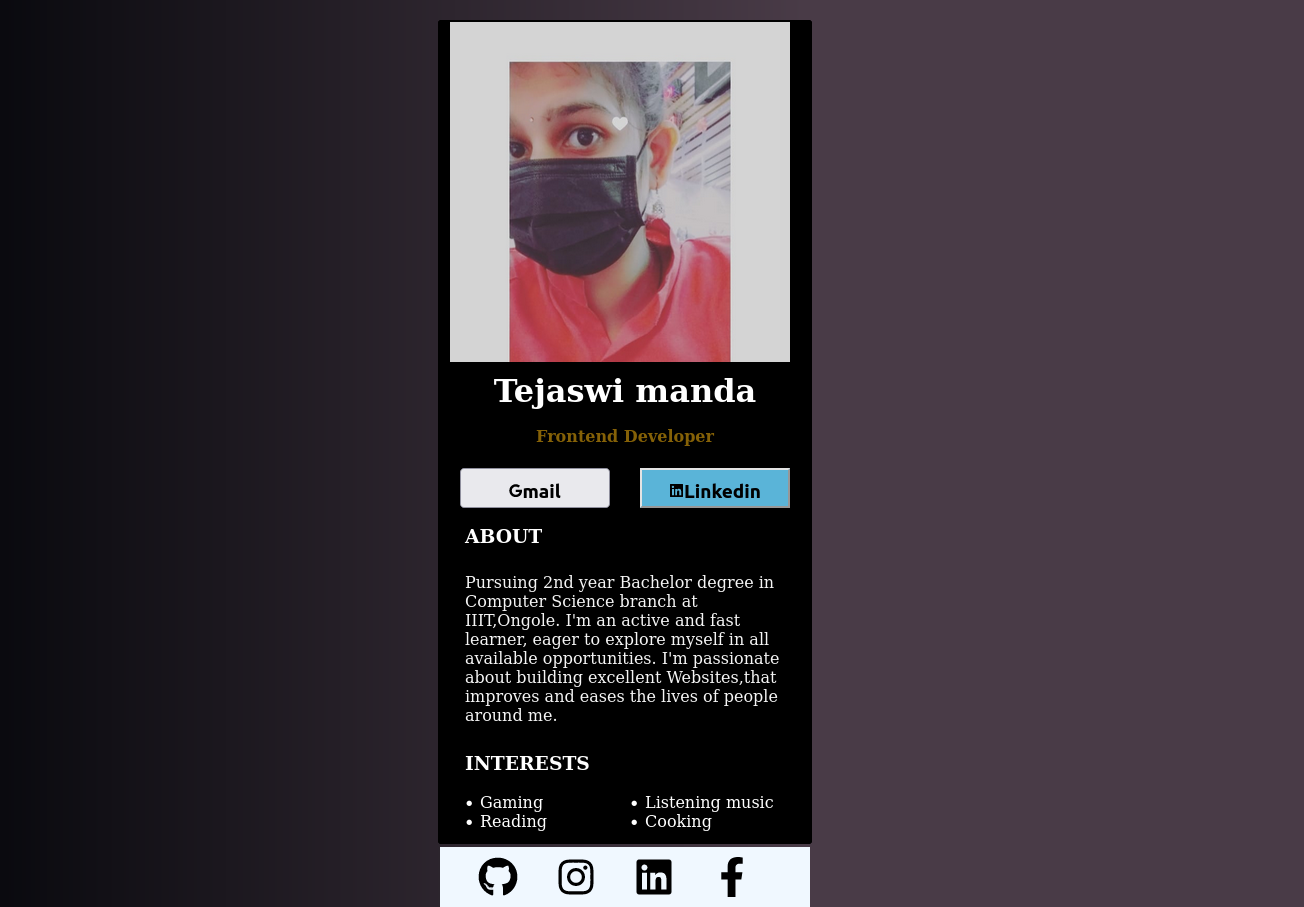 Tejaswi manda
Frontend Developer
Gmail
Linkedin
ABOUT
Pursuing 2nd year Bachelor degree in
Computer Science branch at
IIIT,Ongole. I'm an active and fast
learner, eager to explore myself in all
available opportunities. I'm passionate
about building excellent Websites,that
improves and eases the lives of people
around me.
INTERESTS
• Gaming
• Listening music
• Reading
• Cooking